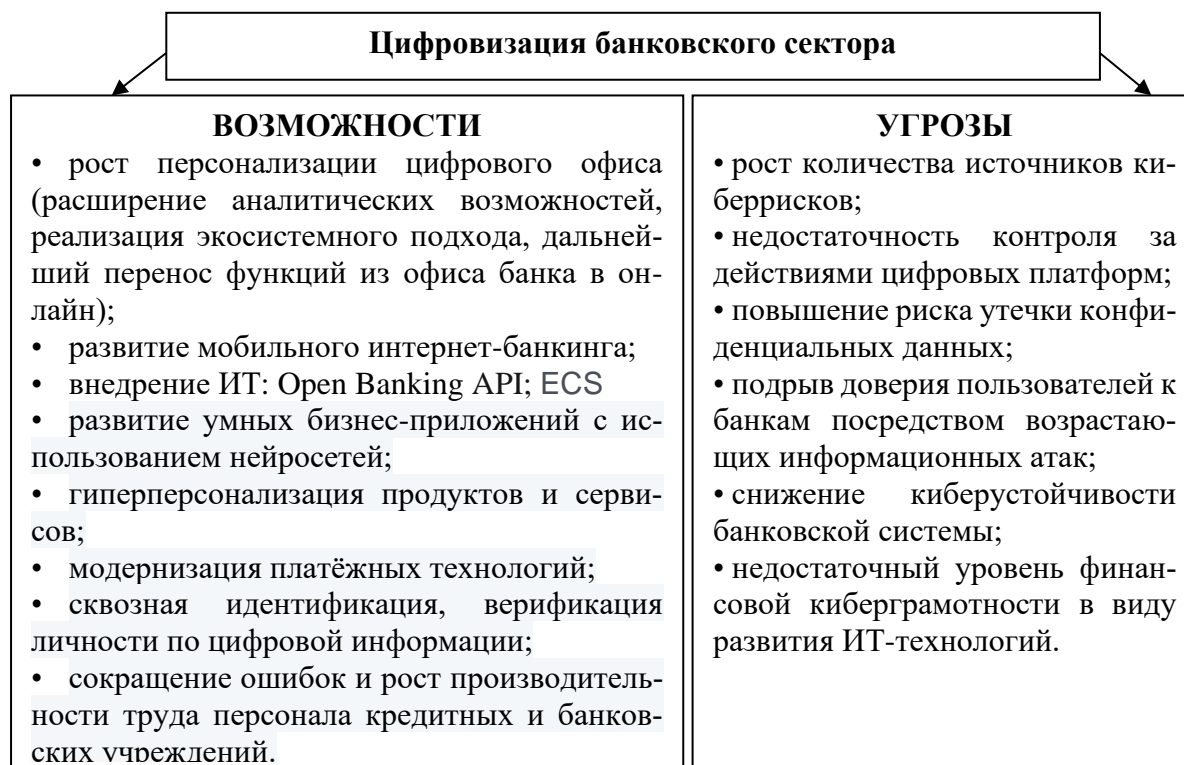 Цифровизация банковского сектора
ВОЗМОЖНОСТИ
• рост персонализации цифрового офиса
(расширение аналитических возможностей,
реализация экосистемного подхода, дальней-
ший перенос функций из офиса банка в он-
лайн);
• развитие мобильного интернет-банкинга;
• внедрение ИТ: Open Banking API; ECS
• развитие умных бизнес-приложений с ис-
пользованием нейросетей;
• гиперперсонализация продуктов и серви-
сов;
• модернизация платёжных технологий;
• сквозная идентификация, верификация
личности по цифровой информации;
• сокращение ошибок и рост производитель-
ности труда персонала кредитных и банков-
ских учреждений.
УГРОЗЫ
• рост количества источников ки-
беррисков;
• недостаточность контроля за
действиями цифровых платформ;
• повышение риска утечки конфи-
денциальных данных;
• подрыв доверия пользователей к
банкам посредством возрастаю-
щих информационных атак;
• снижение киберустойчивости
банковской системы;
• недостаточный уровень финан-
совой киберграмотности в виду
развития ИТ-технологий.